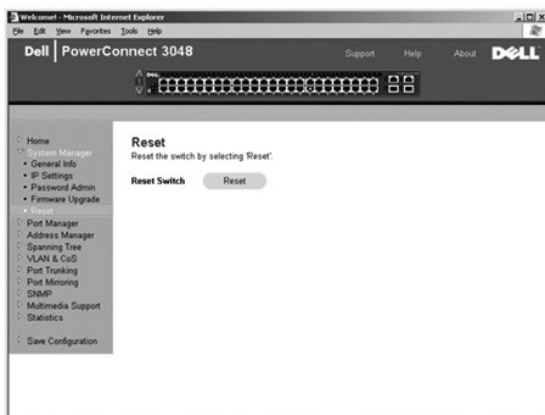 Welcome! - Microsoft Internet Explorer
File Edit View Favorites Tools Help
Dell | PowerConnect 3048
Support Help About DELL
Home
System Manager
General Info
IP Settings
Password Admin
Firmware Upgrade
Reset
Port Manager
Address Manager
Spanning Tree
VLAN & CoS
Port Trunking
Port Mirroring
SNMP
Multimedia Support
Statistics
Save Configuration
Reset
Reset the switch by selecting 'Reset'.
Reset Switch Reset